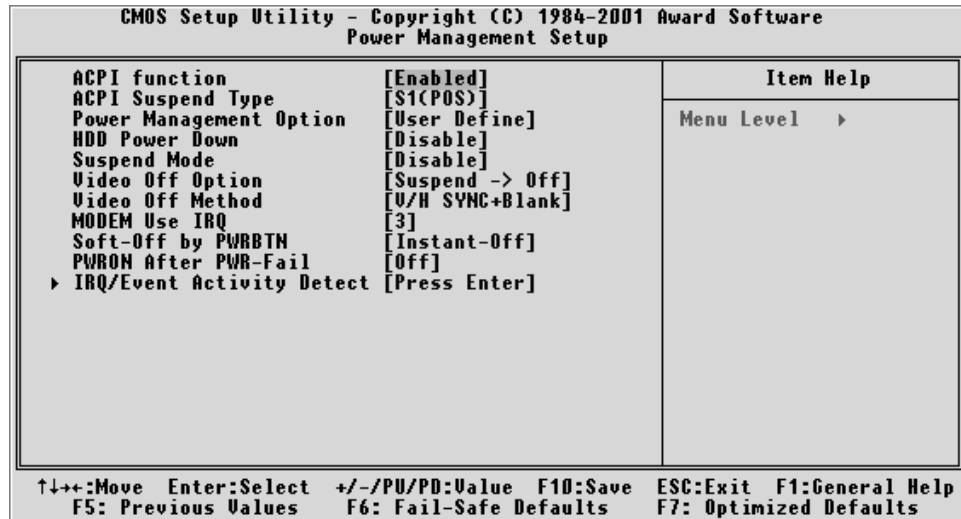 CMOS Setup Utility - Copyright (C) 1984-2001 Award Software
Power Management Setup
ACPI function [Enabled]
ACPI Suspend Type [S1(POS)]
Power Management Option [User Define]
HDD Power Down [Disable]
Suspend Mode [Disable]
Video Off Option [Suspend -> Off]
Video Off Method [V/H SYNC+Blank]
MODEM Use IRQ [3]
Soft-Off by PWRBTN [Instant-Off]
PWRON After PWR-Fail [Off]
▸ IRQ/Event Activity Detect [Press Enter]
Item Help
Menu Level ▸
↑↓→←:Move Enter:Select +/-/PU/PD:Value F10:Save ESC:Exit F1:General Help
F5: Previous Values F6: Fail-Safe Defaults F7: Optimized Defaults